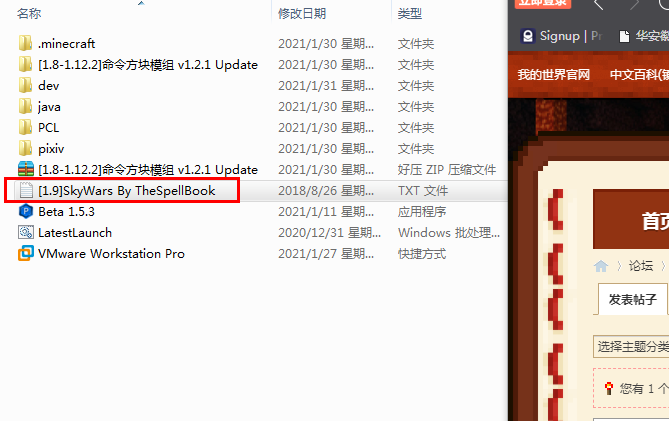 名称 修改日期 类型
.minecraft 2021/1/30 星期... 文件夹
[1.8-1.12.2]命令方块模组 v1.2.1 Update 2021/1/30 星期... 文件夹
dev 2021/1/31 星期... 文件夹
java 2021/1/30 星期... 文件夹
PCL 2021/1/30 星期... 文件夹
pixiv 2021/1/30 星期... 文件夹
[1.8-1.12.2]命令方块模组 v1.2.1 Update 2021/1/30 星期... 好压 ZIP 压缩文件
[1.9]SkyWars By TheSpellBook 2018/8/26 星期... TXT 文件
Beta 1.5.3 2021/1/11 星期... 应用程序
LatestLaunch 2020/12/31 星期... Windows 批处理...
VMware Workstation Pro 2021/1/27 星期... 快捷方式
立即登录
Signup | Pr 华安徽
我的世界官网 中文百科(镜
首页
论坛
发表帖子
选择主题分类
您有 1 个